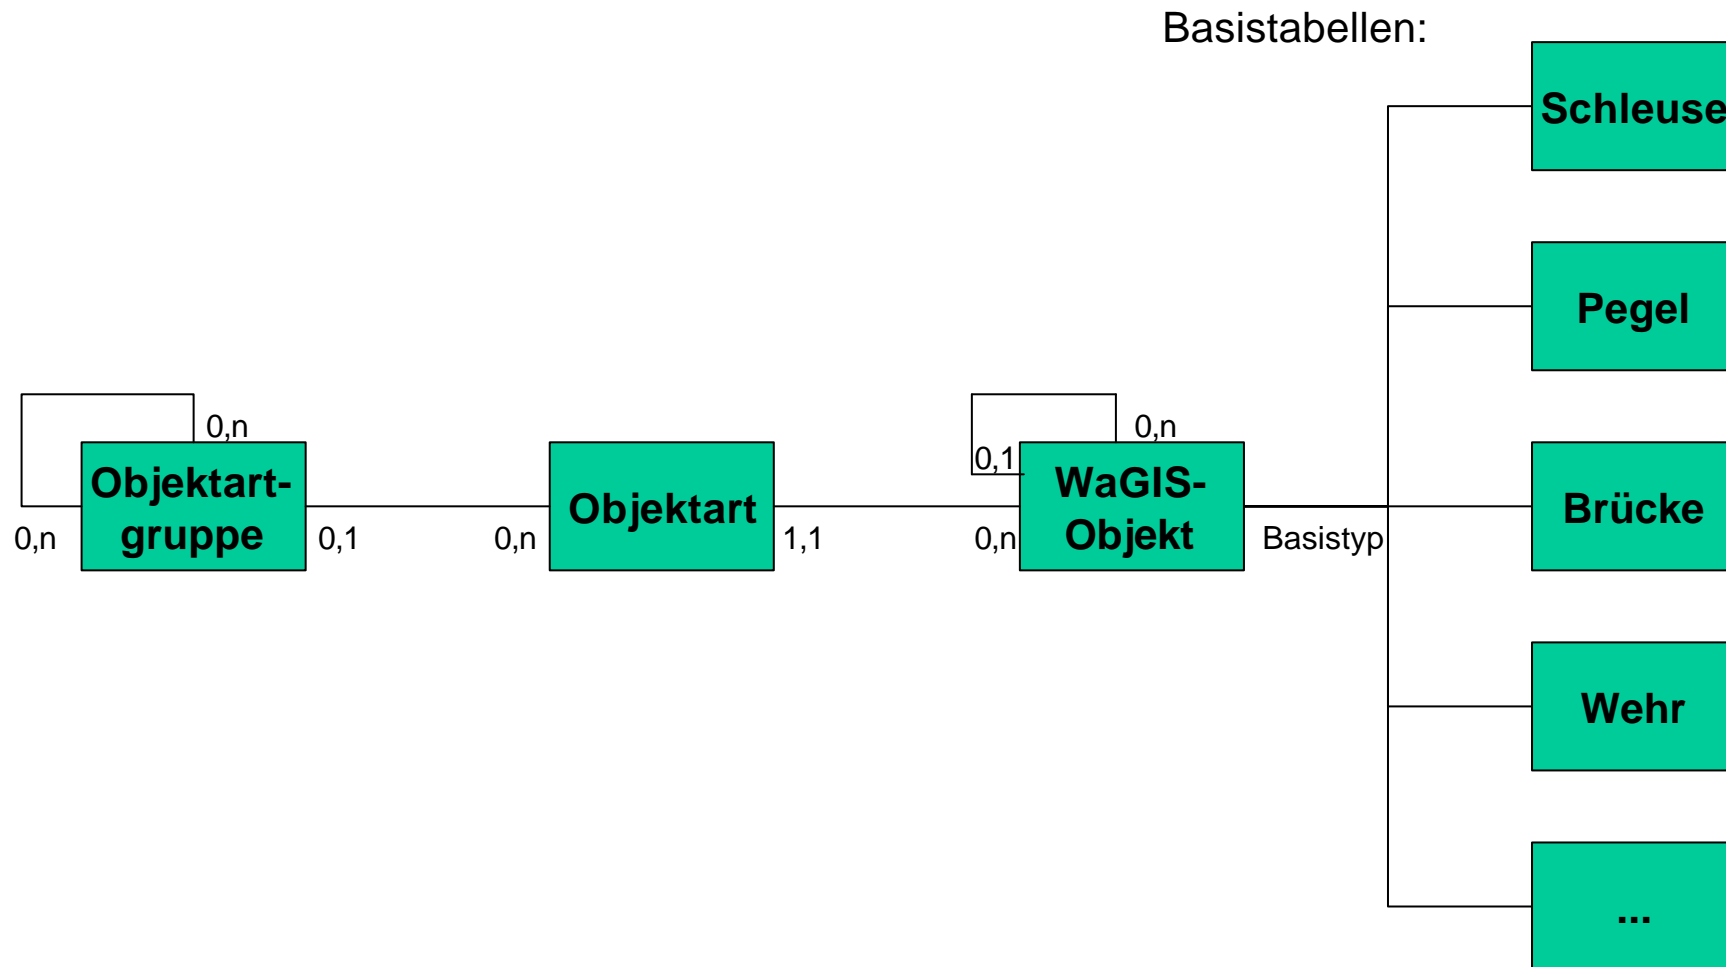 Basistabellen:
Schleuse
Pegel
0,n
0,n
0,1
Objektart-
gruppe
Objektart
WaGIS-
Objekt
Brücke
0,n
0,1
0,n
1,1
0,n
Basistyp
Wehr
...